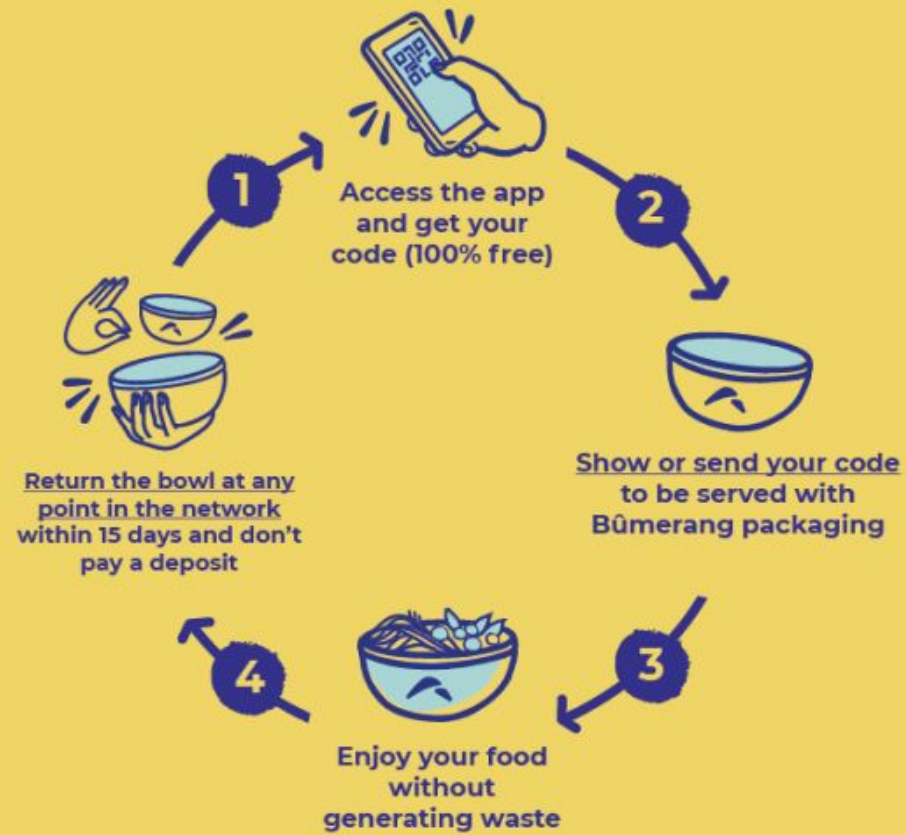 1
Access the app
and get your
code (100% free)
2
Show or send your code
to be served with
Bûmerang packaging
3
Enjoy your food
without
generating waste
4
Return the bowl at any
point in the network
within 15 days and don't
pay a deposit